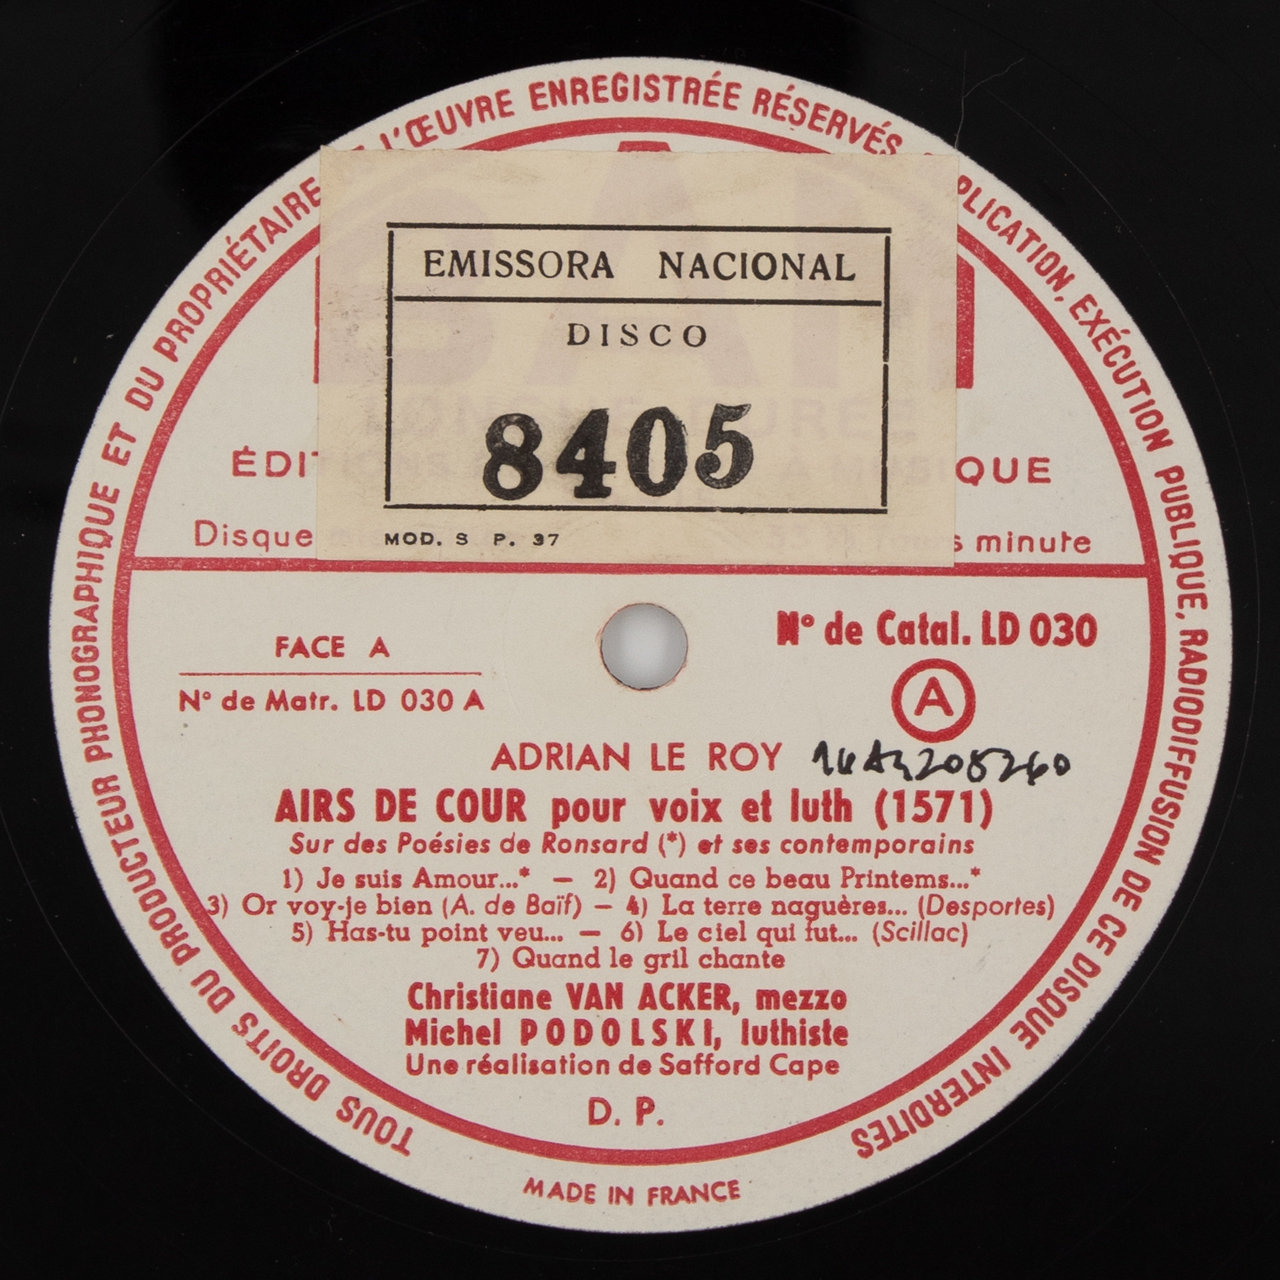 TOUS DROITS DU PRODUCTEUR PHONOGRAPHIQUE ET DU PROPRIÉTAIRE L'ŒUVRE ENREGISTRÉE RÉSERVÉS PLICATION, EXÉCUTION PUBLIQUE, RADIODIFFUSION DE CE DISQUE INTERDITES
EMISSORA NACIONAL
DISCO
8405
MOD. S P. 37
LONGUE DURÉE
ÉDIT QUE
Disque s minute
FACE A
Nº de Matr. LD 030 A
Nº de Catal. LD 030
A
ADRIAN LE ROY
AIRS DE COUR pour voix et luth (1571)
Sur des Poésies de Ronsard (*) et ses contemporains
1) Je suis Amour...* — 2) Quand ce beau Printems...*
3) Or voy-je bien (A. de Baïf) — 4) La terre naguères... (Desportes)
5) Has-tu point veu... — 6) Le ciel qui fut... (Scillac)
7) Quand le gril chante
Christiane VAN ACKER, mezzo
Michel PODOLSKI, luthiste
Une réalisation de Safford Cape
D. P.
MADE IN FRANCE